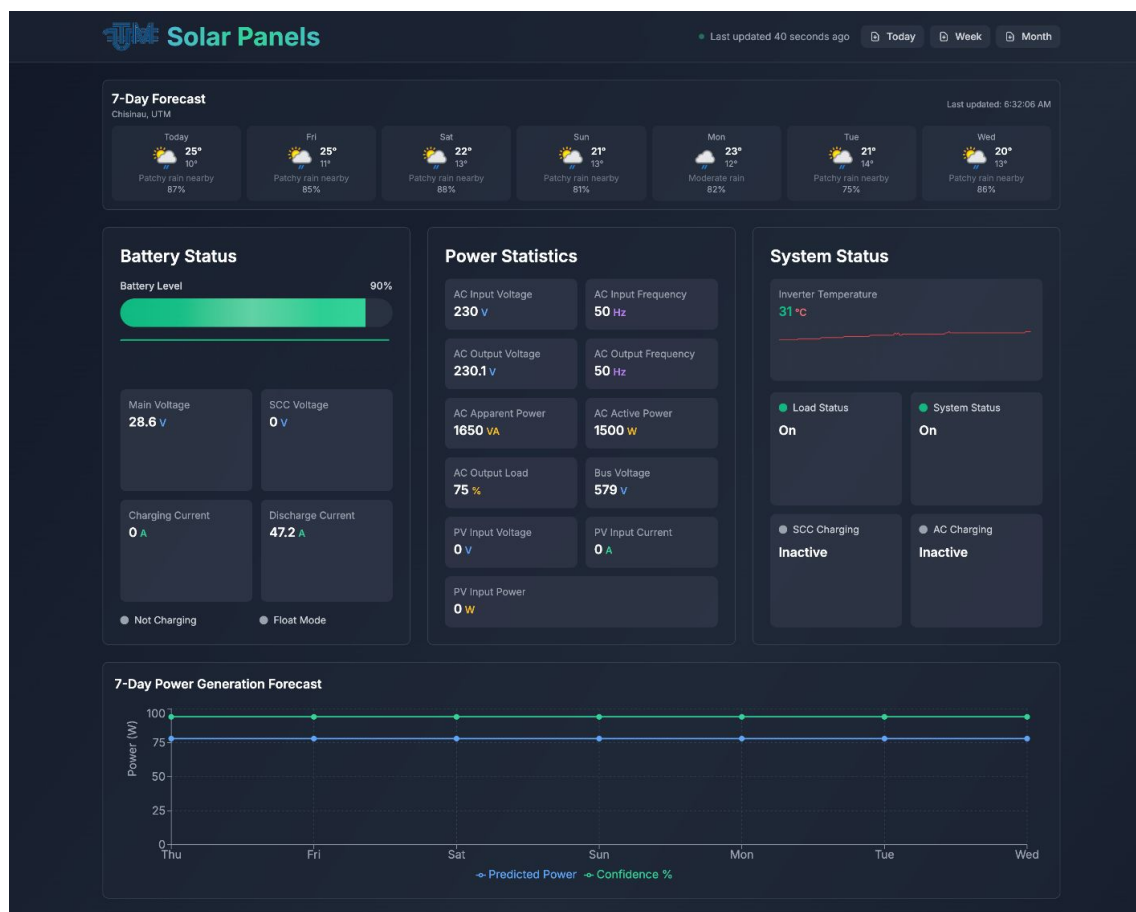 UTM Solar Panels
Last updated 40 seconds ago
Today
Week
Month
7-Day Forecast
Chisinau, UTM
Last updated: 6:32:06 AM
Today
25°
10°
Patchy rain nearby
87%
Fri
25°
11°
Patchy rain nearby
85%
Sat
22°
13°
Patchy rain nearby
88%
Sun
21°
13°
Patchy rain nearby
81%
Mon
23°
12°
Moderate rain
82%
Tue
21°
14°
Patchy rain nearby
75%
Wed
20°
13°
Patchy rain nearby
86%
Battery Status
Battery Level 90%
Main Voltage
28.6 V
SCC Voltage
0 V
Charging Current
0 A
Discharge Current
47.2 A
Not Charging
Float Mode
Power Statistics
AC Input Voltage
230 V
AC Input Frequency
50 Hz
AC Output Voltage
230.1 V
AC Output Frequency
50 Hz
AC Apparent Power
1650 VA
AC Active Power
1500 W
AC Output Load
75 %
Bus Voltage
579 V
PV Input Voltage
0 V
PV Input Current
0 A
PV Input Power
0 W
System Status
Inverter Temperature
31 °C
Load Status
On
System Status
On
SCC Charging
Inactive
AC Charging
Inactive
7-Day Power Generation Forecast
Power (W)
100
75
50
25
0
Thu Fri Sat Sun Mon Tue Wed
Predicted Power Confidence %